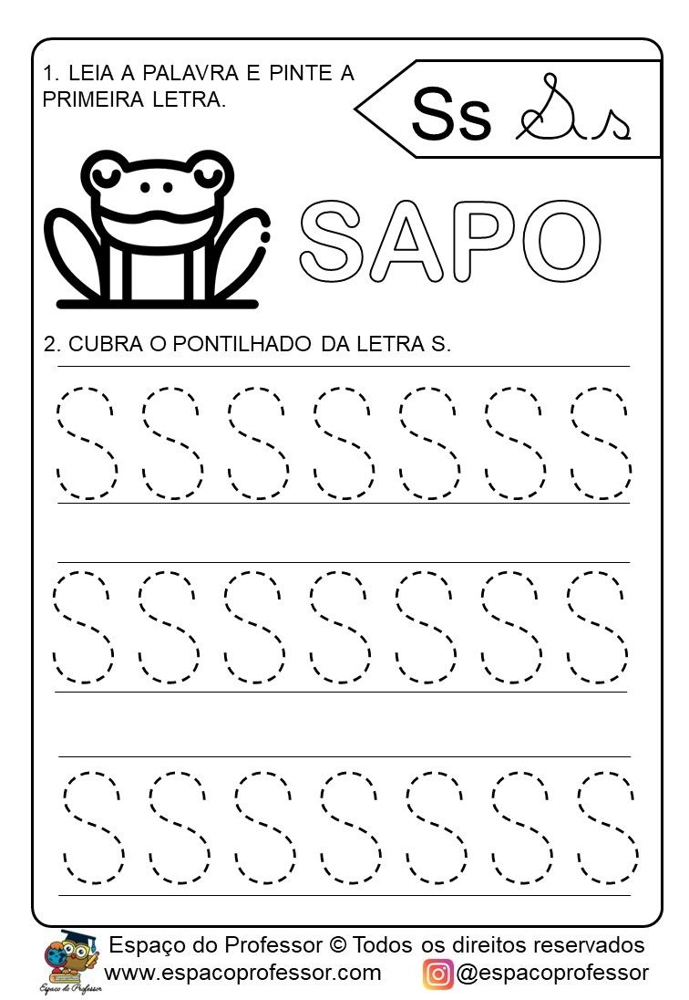 1. LEIA A PALAVRA E PINTE A
PRIMEIRA LETRA.
Ss Ss
SAPO
2. CUBRA O PONTILHADO DA LETRA S.
S S S S S S S
S S S S S S S
S S S S S S S
Espaço do Professor © Todos os direitos reservados
Espaço do Professor
www.espacoprofessor.com @espacoprofessor